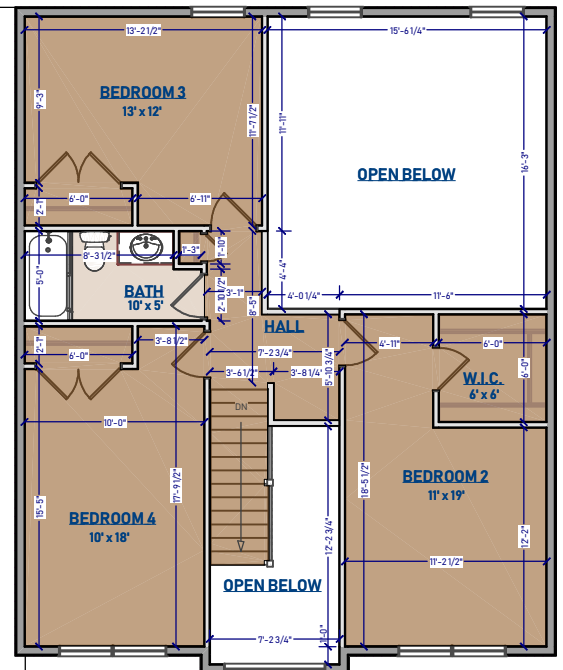 13'-2 1/2"
15'-6 1/4"
BEDROOM 3
13' x 12'
9'-3"
11'-7 1/2"
11'-11"
16'-3"
OPEN BELOW
6'-0"
6'-11"
2'-1"
8'-3 1/2"
1'-3"
1'-10"
5'-0"
4'-4"
BATH
10' x 5'
2'-10 1/2"
3'-1"
8'-5"
4'-0 1/4"
11'-6"
HALL
3'-8 1/2"
2'-1"
6'-0"
7'-2 3/4"
4'-11"
6'-0"
3'-6 1/2"
3'-8 1/4"
5'-10 3/4"
6'-0"
W.I.C.
6' x 6'
DN
10'-0"
BEDROOM 2
11' x 19'
17'-9 1/2"
18'-5 1/2"
15'-5"
BEDROOM 4
10' x 18'
12'-2 3/4"
12'-2"
11'-2 1/2"
OPEN BELOW
7'-2 3/4"